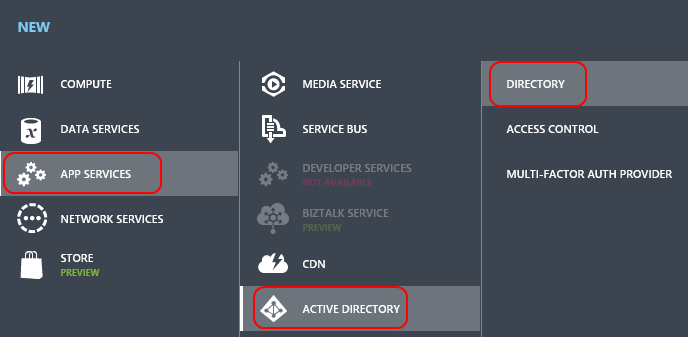 NEW
COMPUTE
DATA SERVICES
APP SERVICES
NETWORK SERVICES
STORE
PREVIEW
MEDIA SERVICE
SERVICE BUS
DEVELOPER SERVICES
NOT AVAILABLE
BIZTALK SERVICE
PREVIEW
CDN
ACTIVE DIRECTORY
DIRECTORY
ACCESS CONTROL
MULTI-FACTOR AUTH PROVIDER